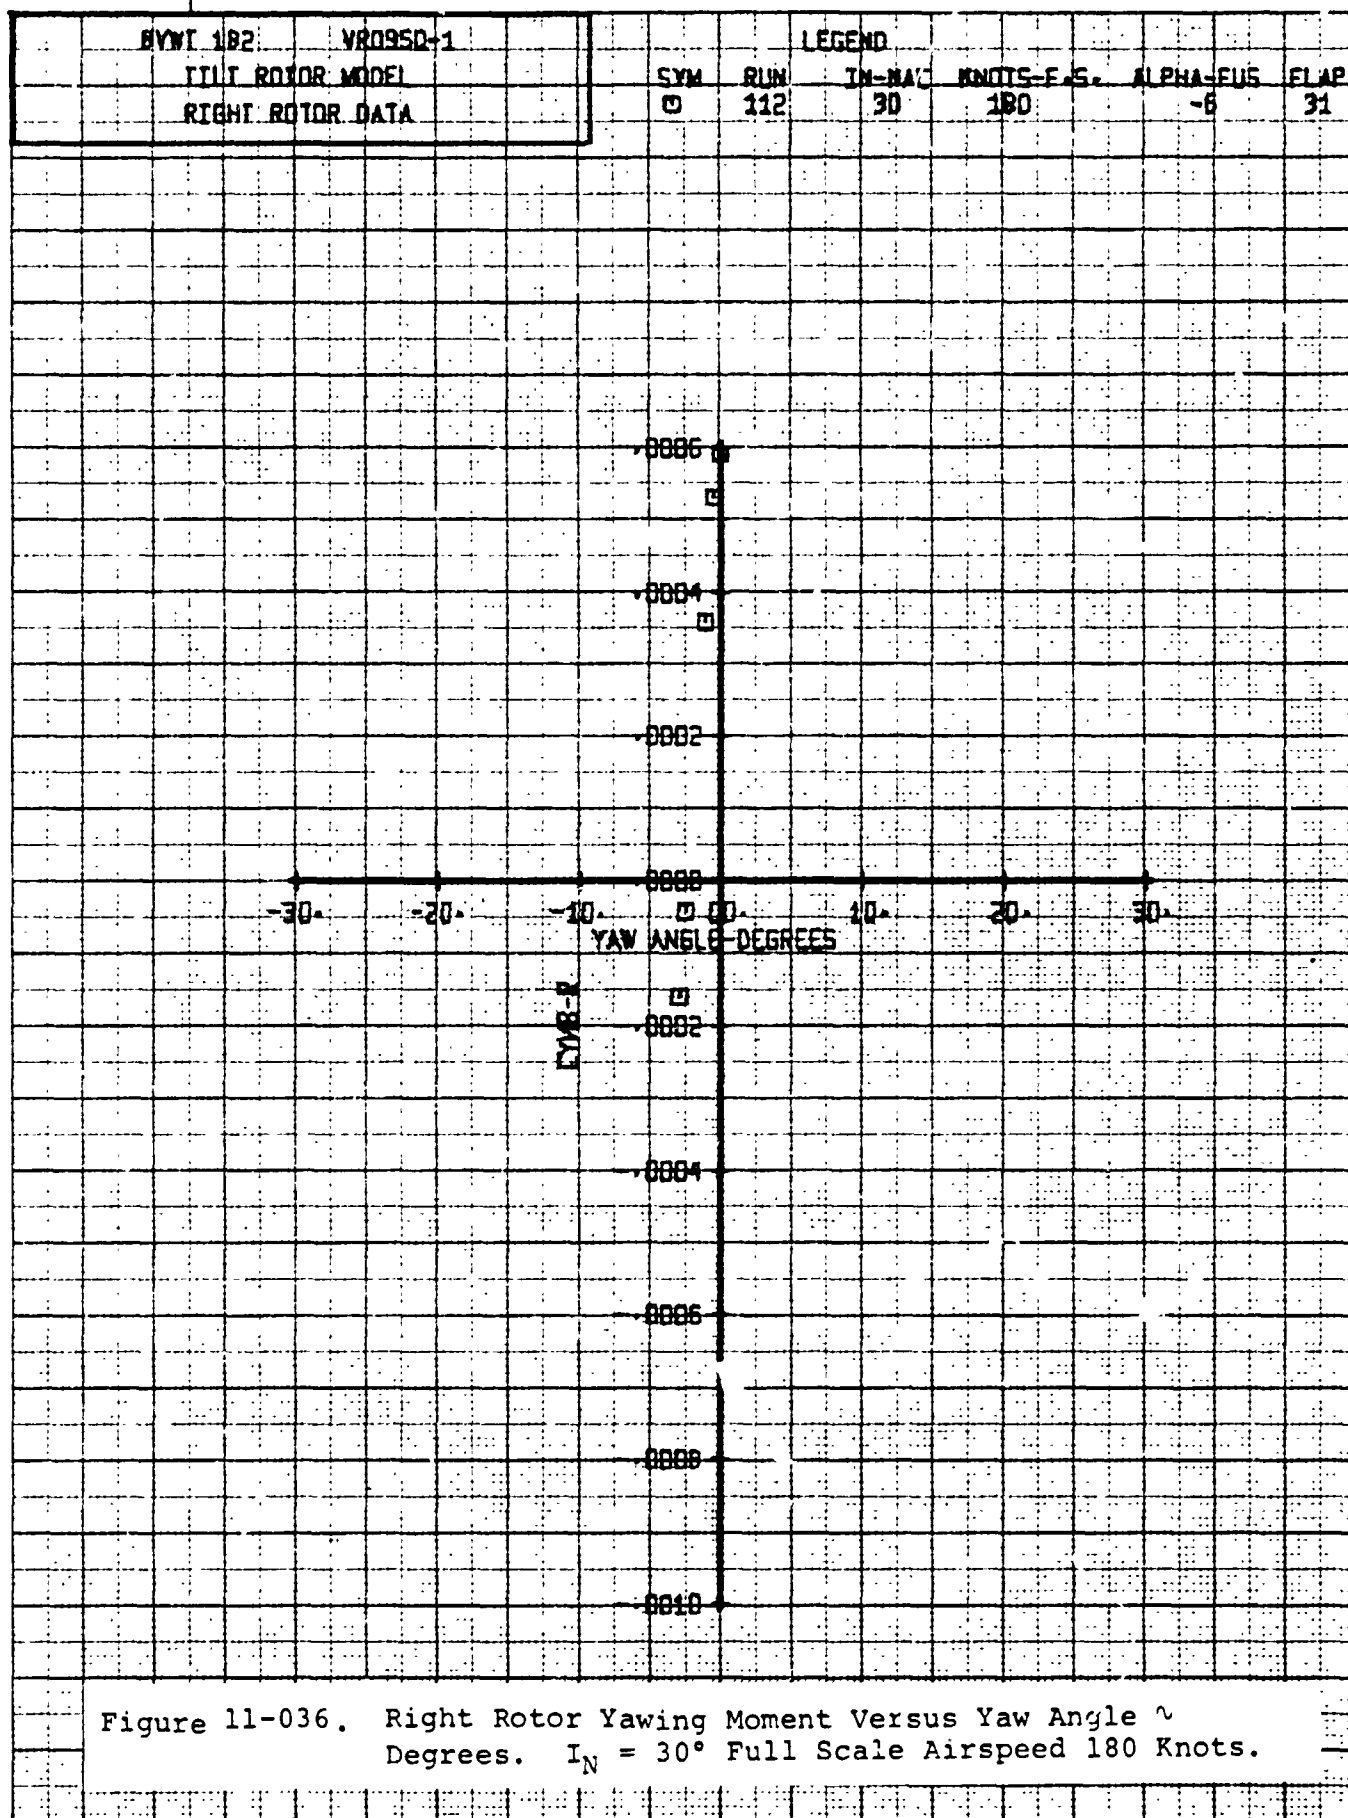 BVWT 182 VR095Q-1
TILT ROTOR MODEL
RIGHT ROTOR DATA
LEGEND
SYM RUN IN-NAC KNOTS-F.S. ALPHA-FUS FLAP
112 30 180 -6 31
.0006
.0004
.0002
.0000
-30. -20. -10. 00. 10. 20. 30.
YAW ANGLE-DEGREES
-.0002
-.0004
-.0006
-.0008
-.0010
Figure 11-036. Right Rotor Yawing Moment Versus Yaw Angle ~
Degrees. I_N = 30° Full Scale Airspeed 180 Knots.